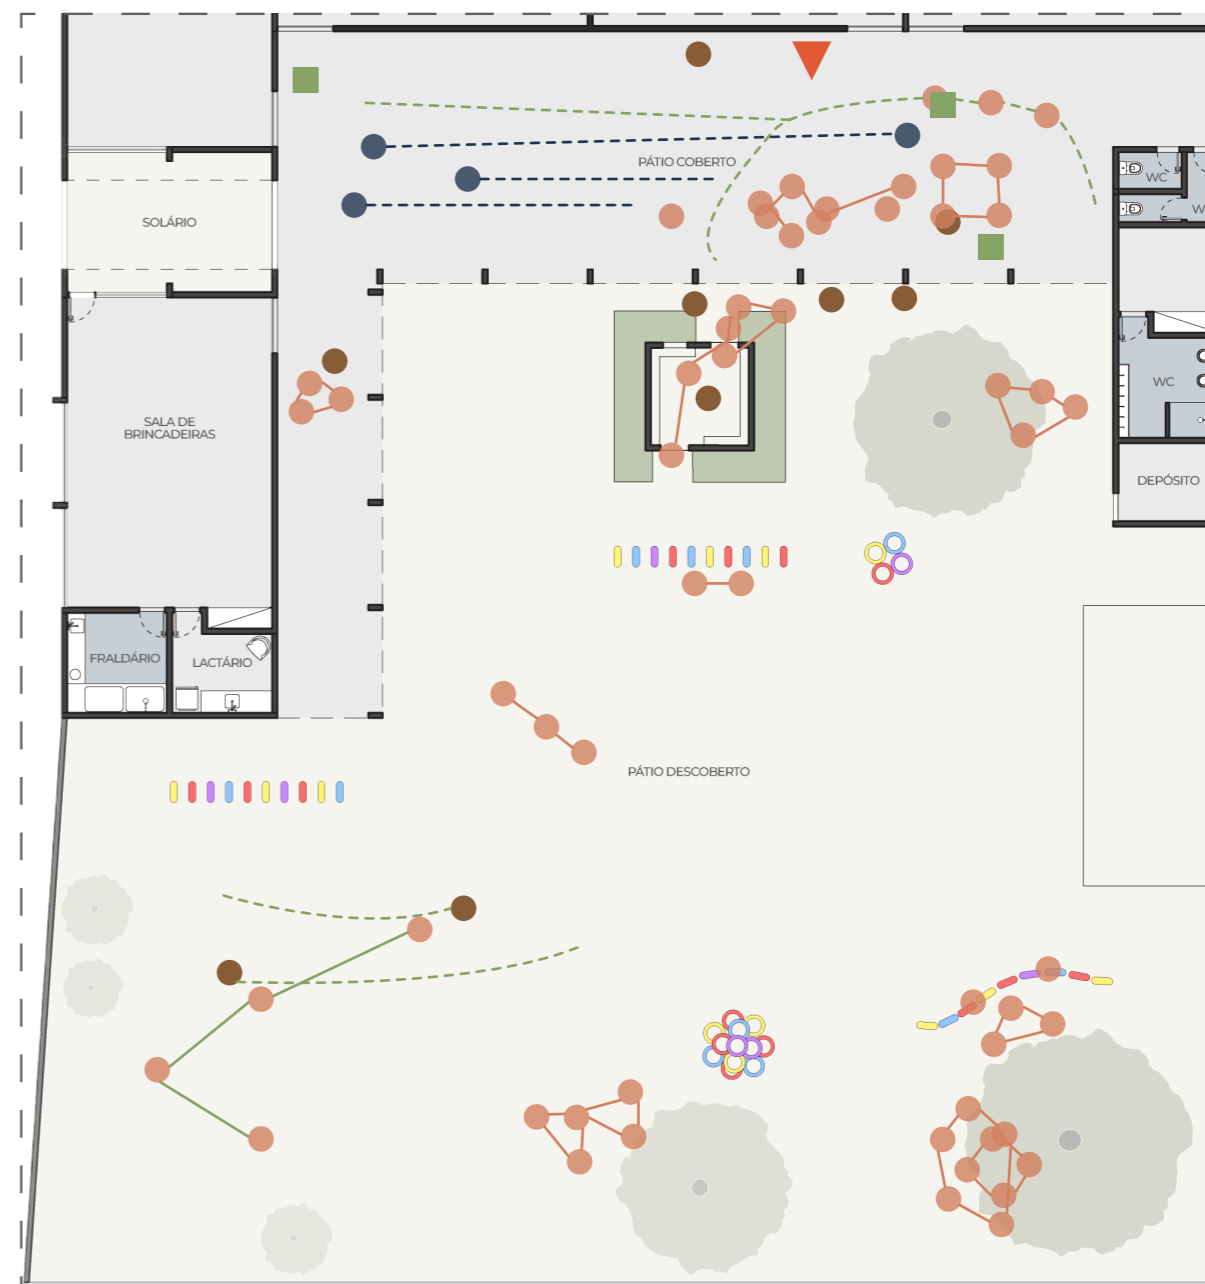 PÁTIO COBERTO
WC
W
SOLÁRIO
WC
SALA DE
BRINCADEIRAS
DEPÓSITO
FRALDÁRIO
LACTÁRIO
PÁTIO DESCOBERTO